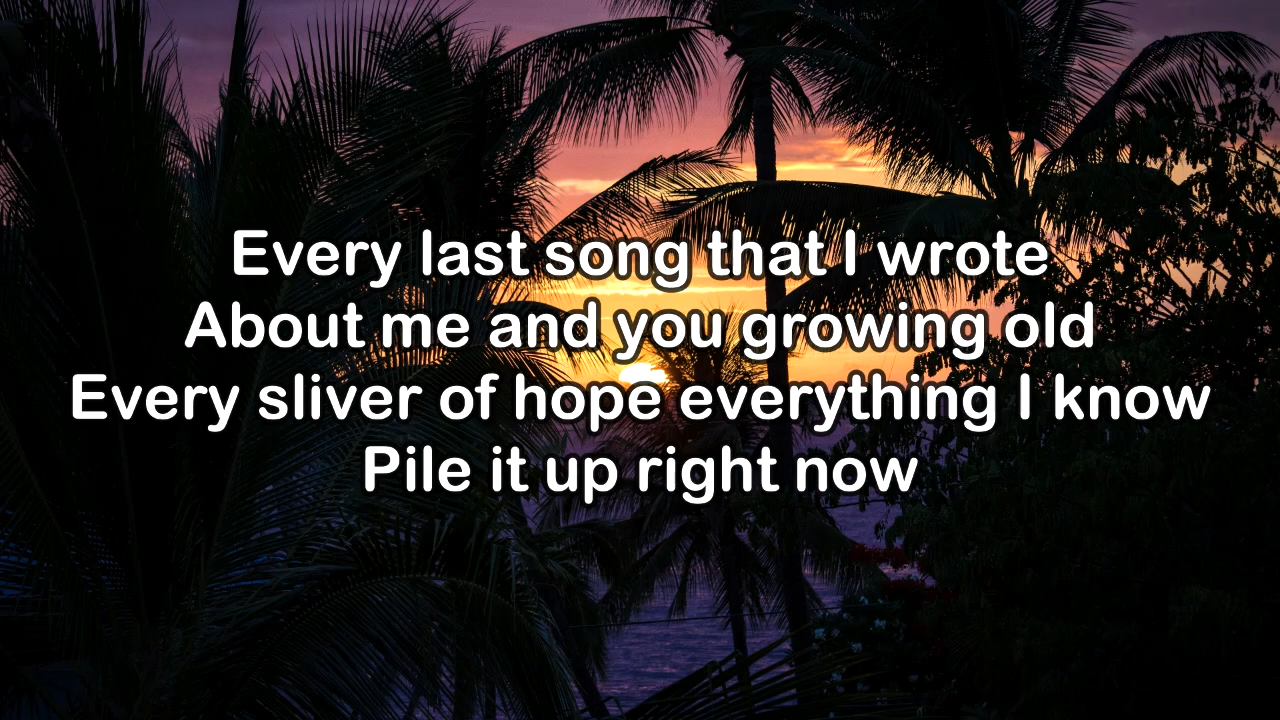 Every last song that I wrote
About me and you growing old
Every sliver of hope everything I know
Pile it up right now